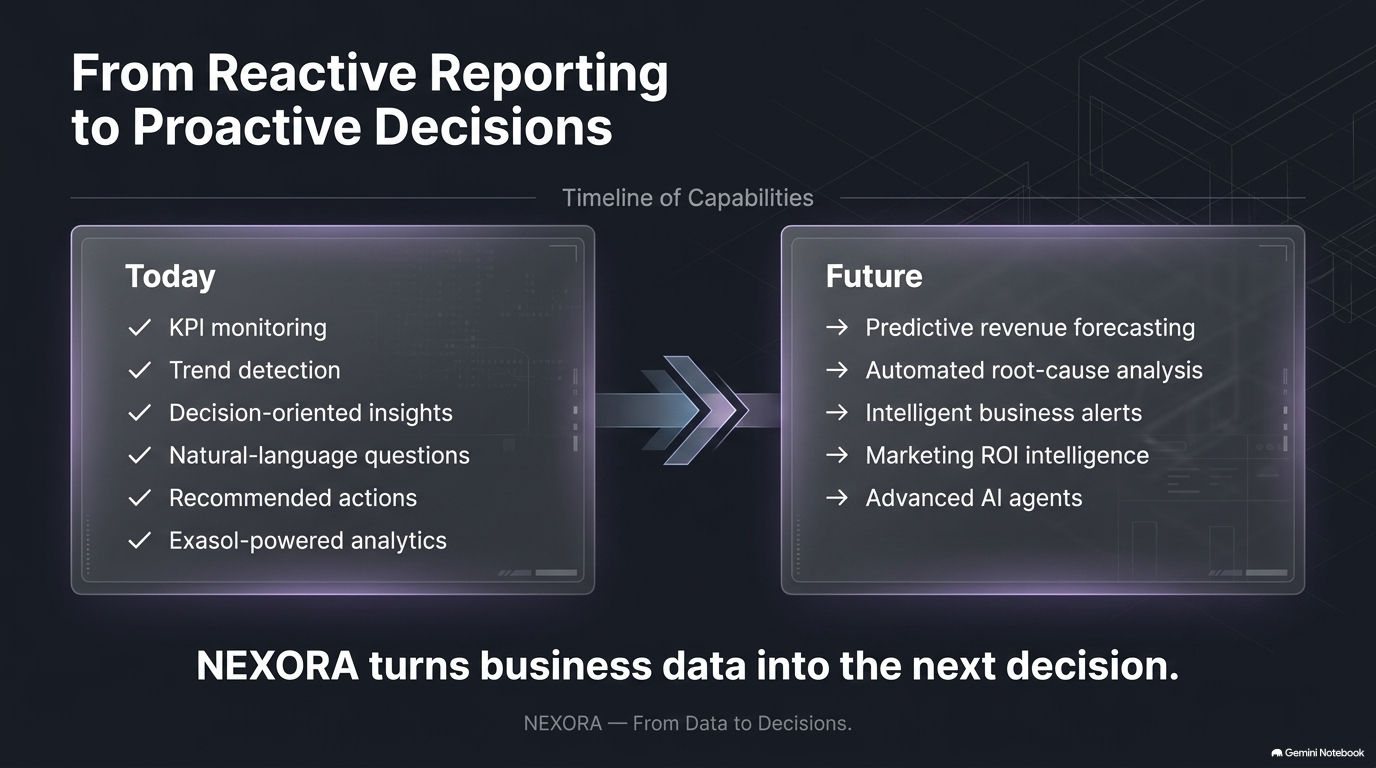 From Reactive Reporting
to Proactive Decisions
Timeline of Capabilities
Today
✓ KPI monitoring
✓ Trend detection
✓ Decision-oriented insights
✓ Natural-language questions
✓ Recommended actions
✓ Exasol-powered analytics
Future
→ Predictive revenue forecasting
→ Automated root-cause analysis
→ Intelligent business alerts
→ Marketing ROI intelligence
→ Advanced AI agents
NEXORA turns business data into the next decision.
NEXORA — From Data to Decisions.
Gemini Notebook